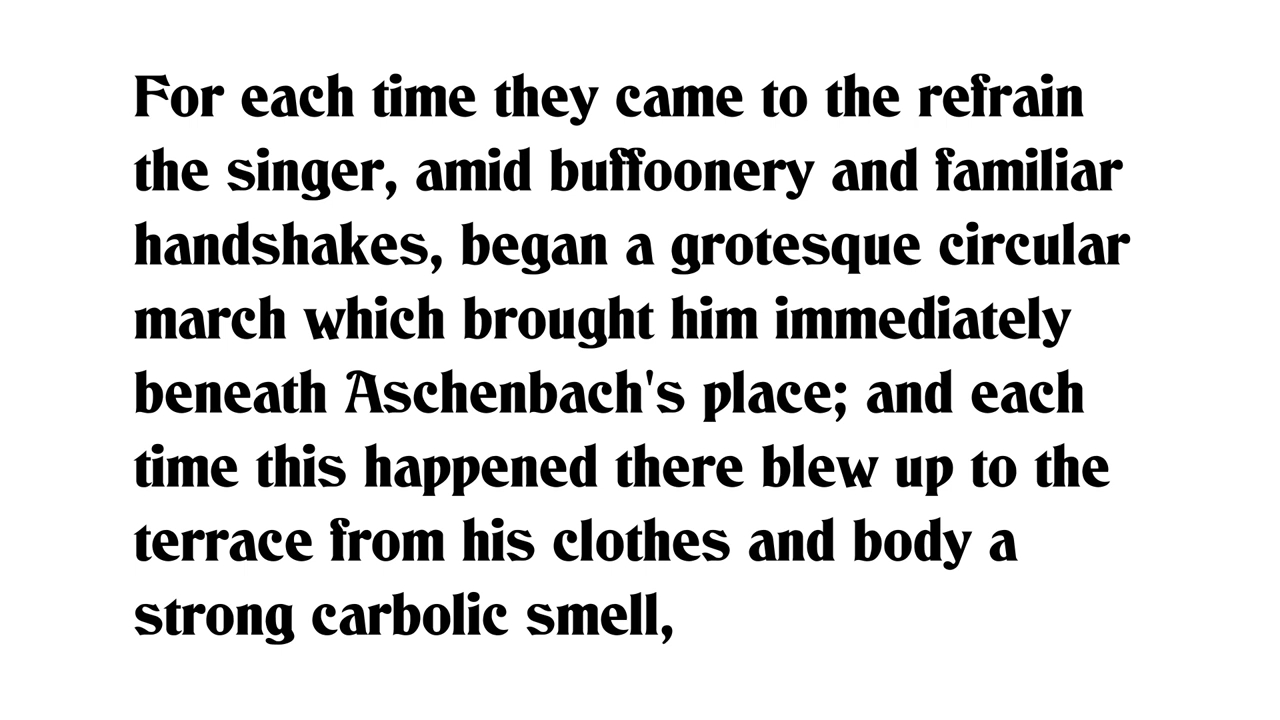 For each time they came to the refrain
the singer, amid buffoonery and familiar
handshakes, began a grotesque circular
march which brought him immediately
beneath Aschenbach's place; and each
time this happened there blew up to the
terrace from his clothes and body a
strong carbolic smell,